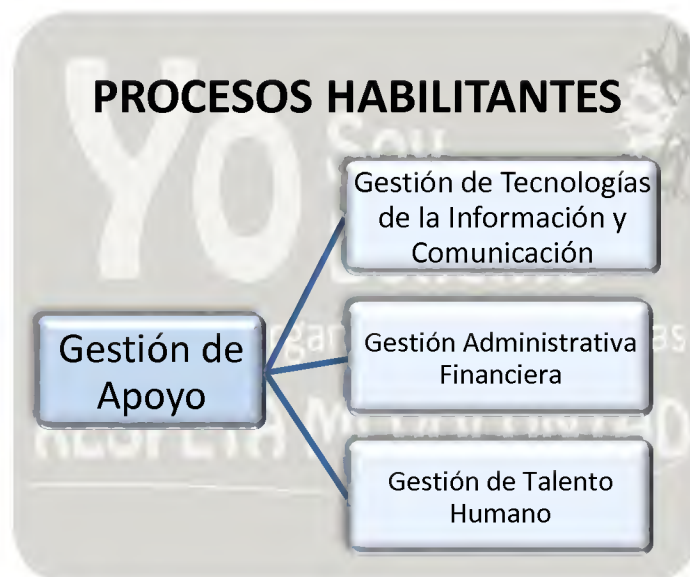 PROCESOS HABILITANTES
Yo
Gestión de Tecnologías
de la Información y
Comunicación
Gestión de
Apoyo
Gestión Administrativa
Financiera
Gestión de Talento
Humano